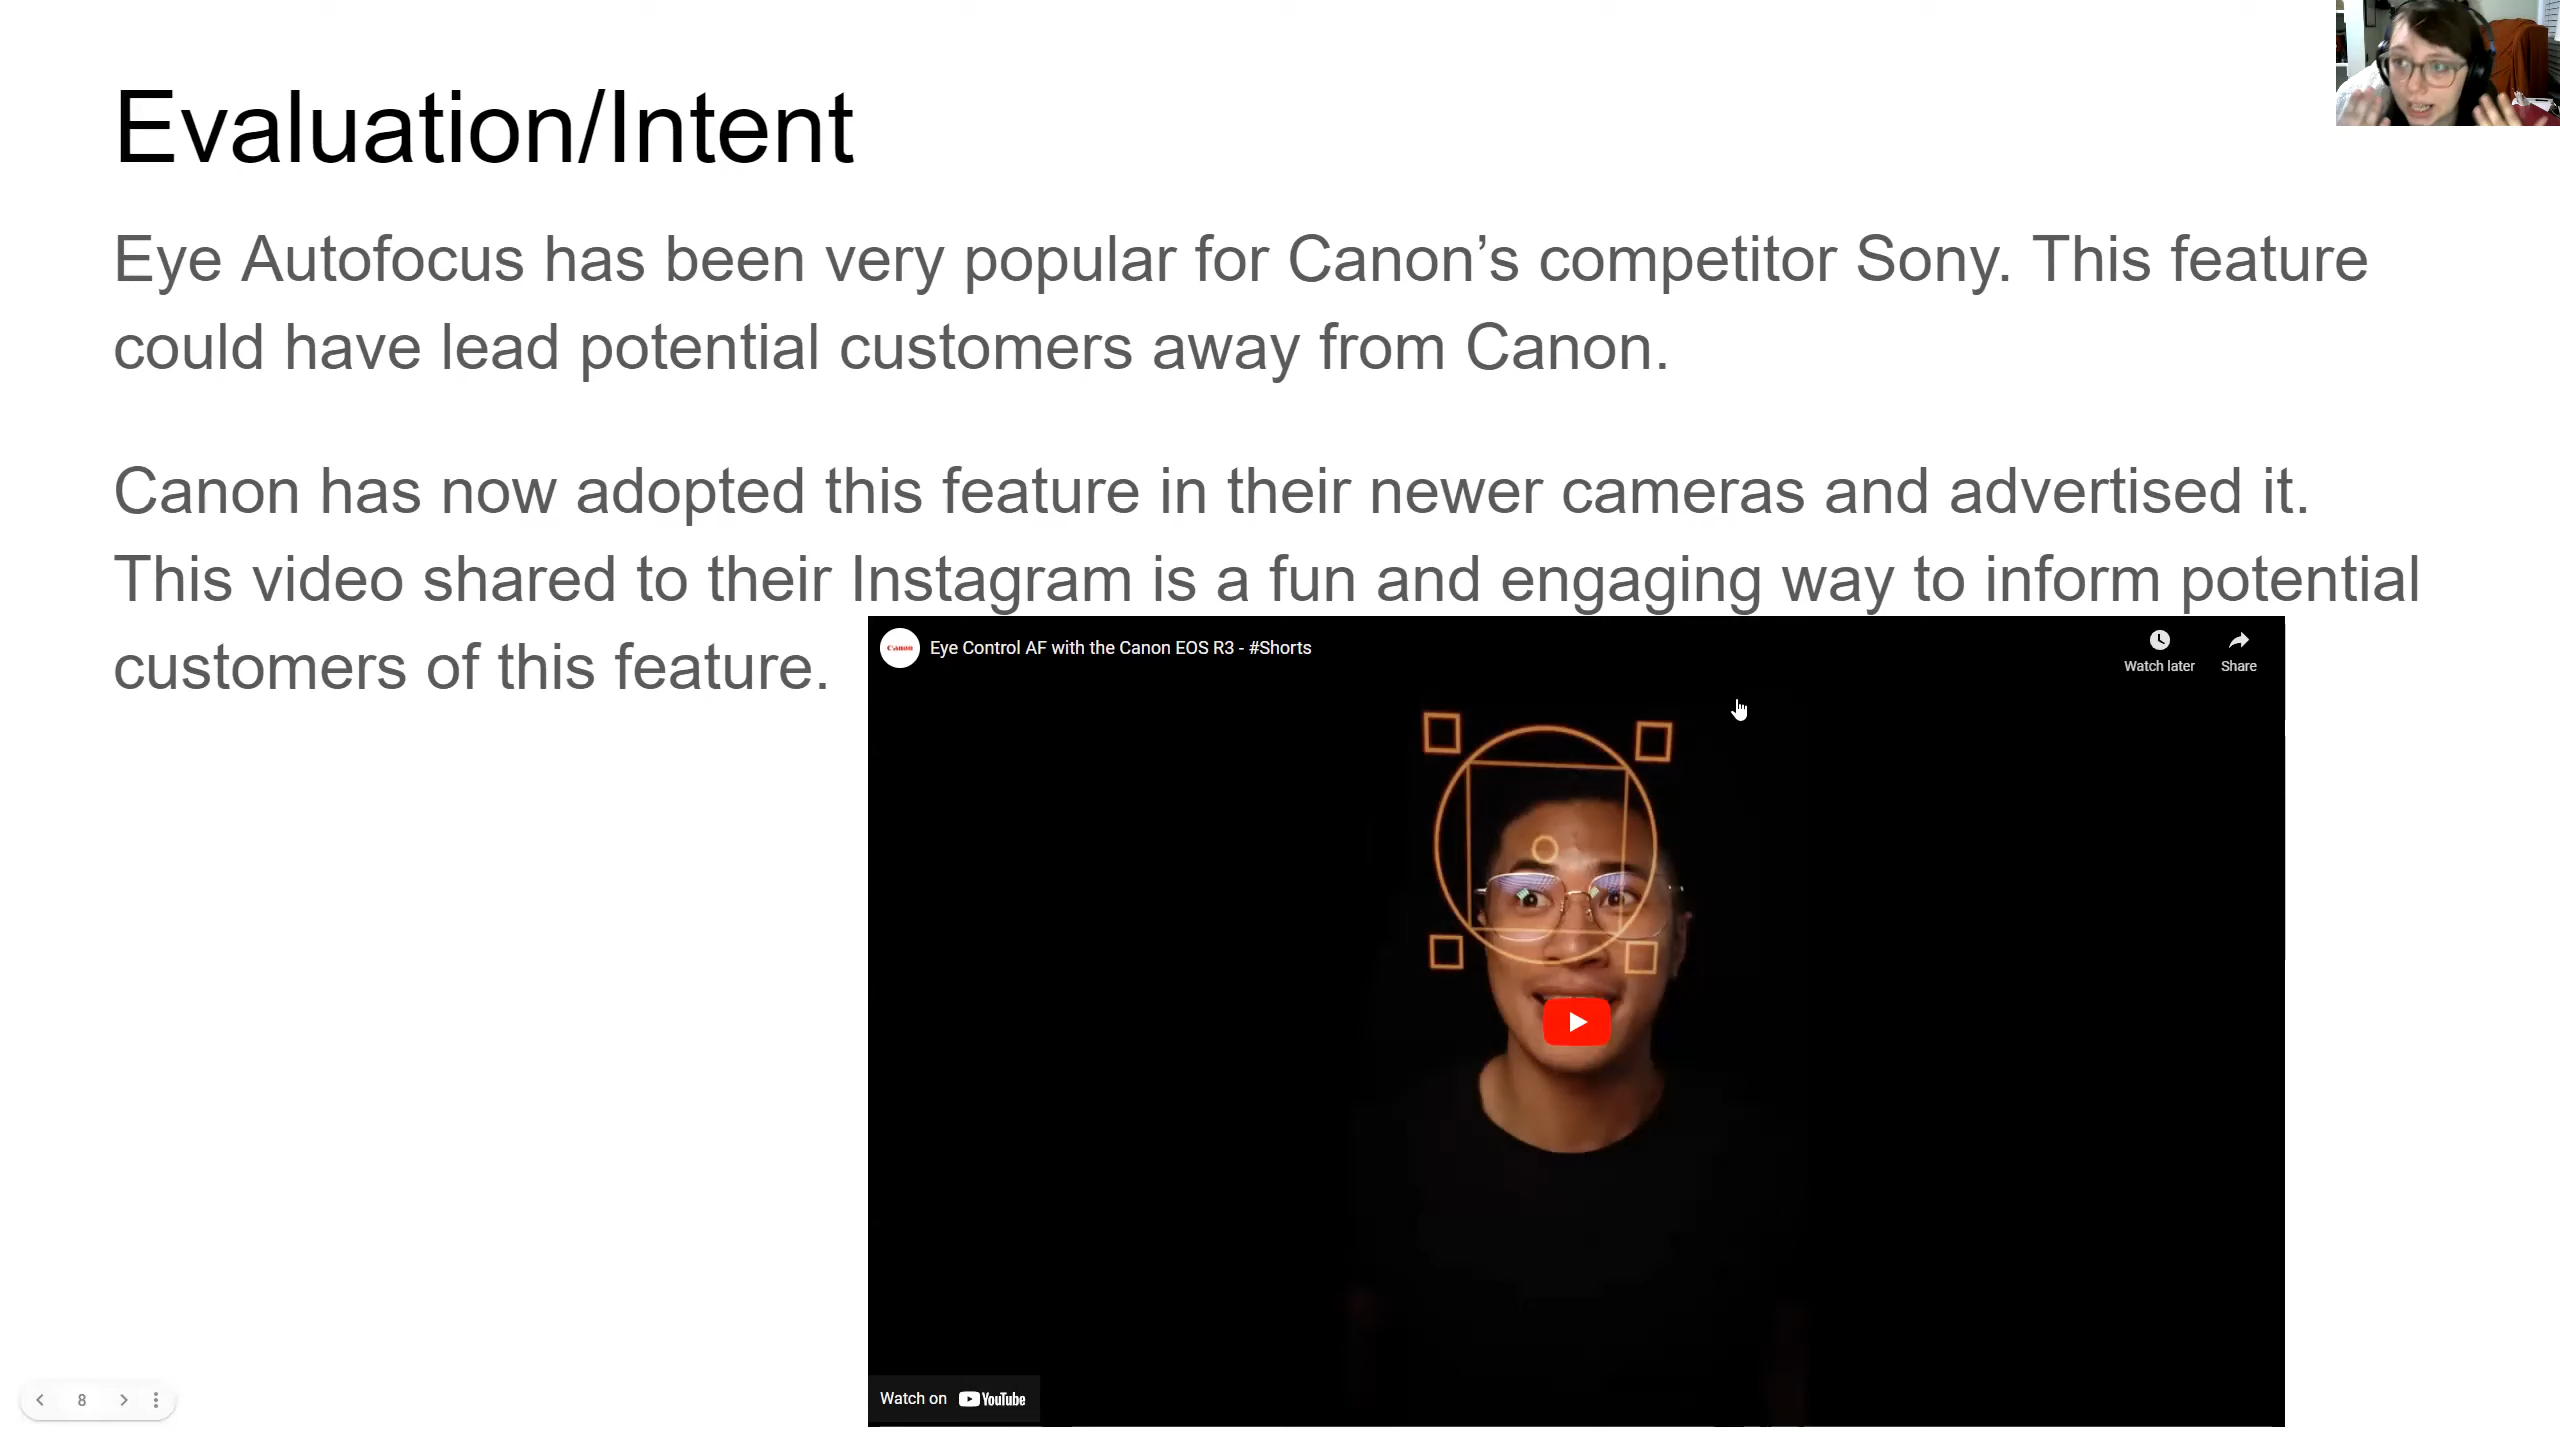 Evaluation/Intent
Eye Autofocus has been very popular for Canon’s competitor Sony. This feature
could have lead potential customers away from Canon.
Canon has now adopted this feature in their newer cameras and advertised it.
This video shared to their Instagram is a fun and engaging way to inform potential
customers of this feature.
Canon
Eye Control AF with the Canon EOS R3 - #Shorts
Watch later
Share
Watch on YouTube
8